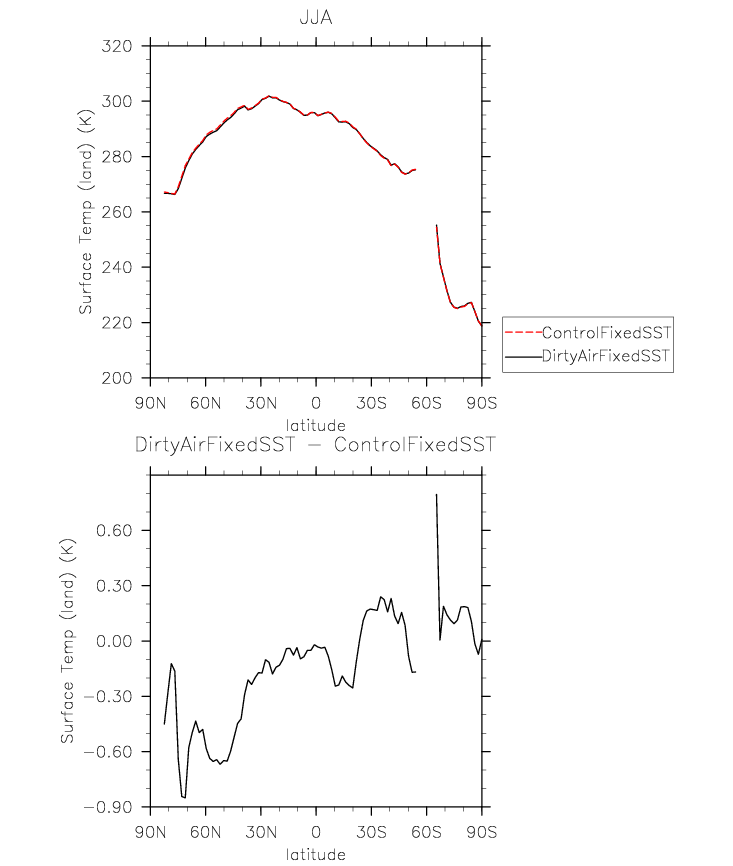 JJA
320
300
280
260
240
220
200
Surface Temp (land) (K)
90N 60N 30N 0 30S 60S 90S
latitude
ControlFixedSST
DirtyAirFixedSST
DirtyAirFixedSST − ControlFixedSST
0.60
0.30
0.00
−0.30
−0.60
−0.90
Surface Temp (land) (K)
90N 60N 30N 0 30S 60S 90S
latitude